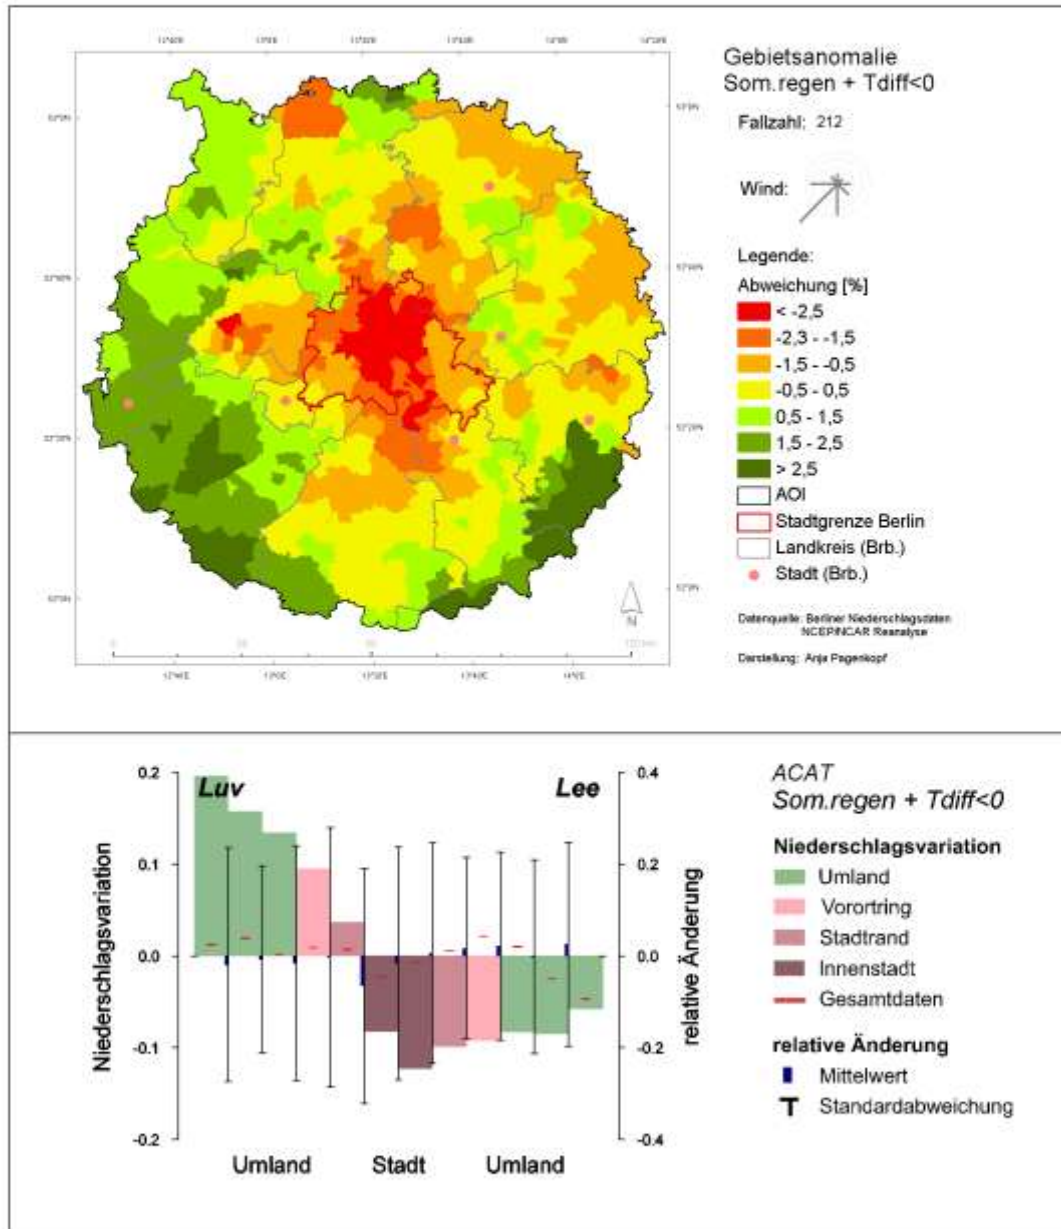 Gebietsanomalie
Som.regen + Tdiff<0
Fallzahl: 212
Wind:
Legende:
Abweichung [%]
< -2,5
-2,3 - -1,5
-1,5 - -0,5
-0,5 - 0,5
0,5 - 1,5
1,5 - 2,5
> 2,5
AOI
Stadtgrenze Berlin
Landkreis (Brb.)
Stadt (Brb.)
N
Datenquelle: Berliner Niederschlagsdaten
NCEP/NCAR Reanalyse
Darstellung: Anja Pagenkopf
0.2
0.1
0.0
-0.1
-0.2
Niederschlagsvariation
Luv
Lee
0.4
0.2
0.0
-0.2
-0.4
relative Änderung
Umland
Stadt
Umland
ACAT
Som.regen + Tdiff<0
Niederschlagsvariation
Umland
Vorortring
Stadtrand
Innenstadt
Gesamtdaten
relative Änderung
Mittelwert
Standardabweichung